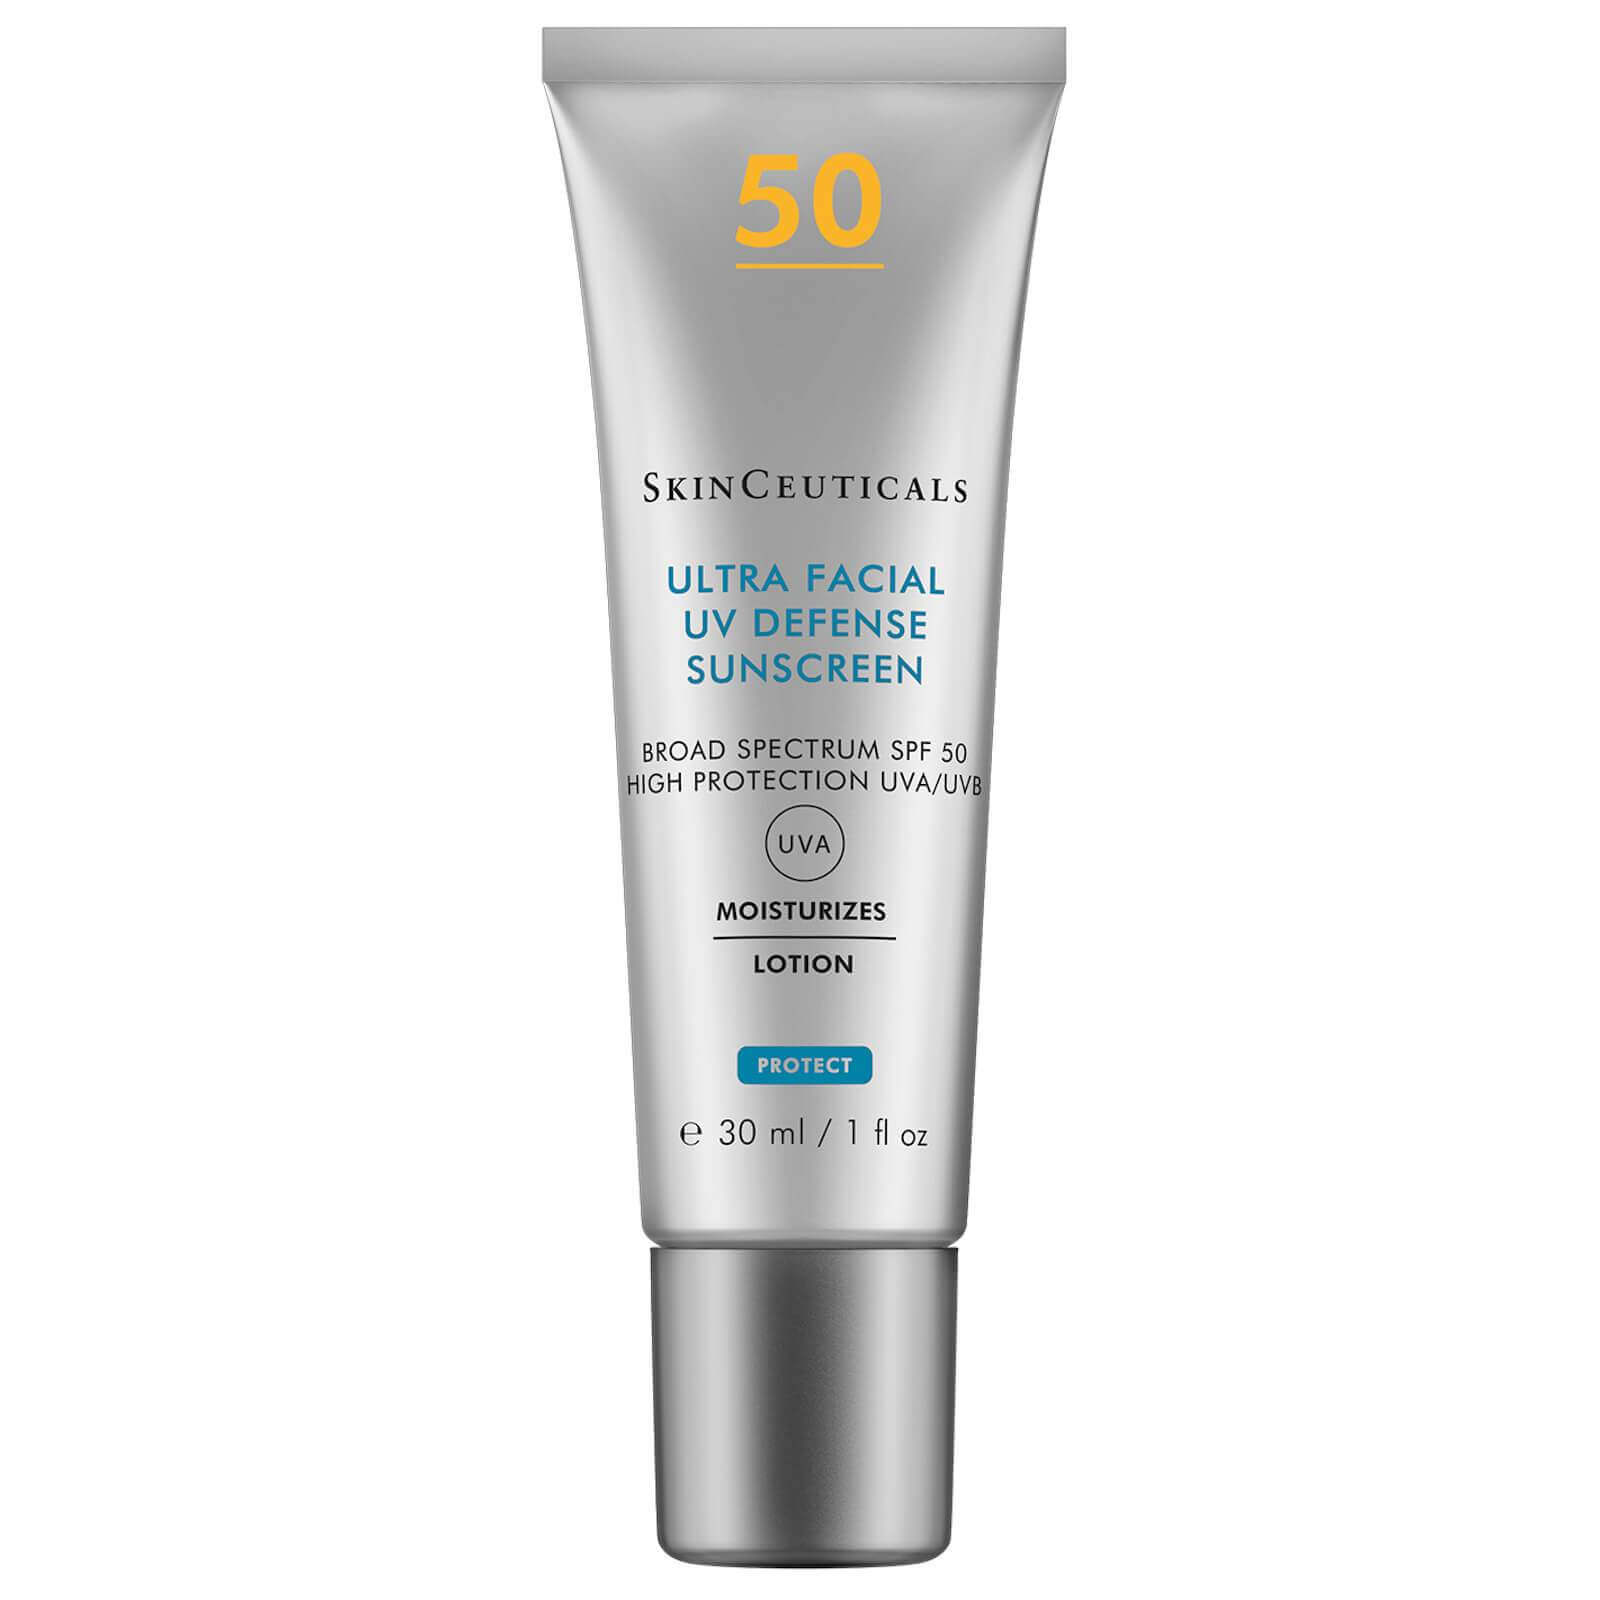 50
SKINCEUTICALS
ULTRA FACIAL
UV DEFENSE
SUNSCREEN
BROAD SPECTRUM SPF 50
HIGH PROTECTION UVA/UVB
UVA
MOISTURIZES
LOTION
PROTECT
℮ 30 ml / 1 fl oz